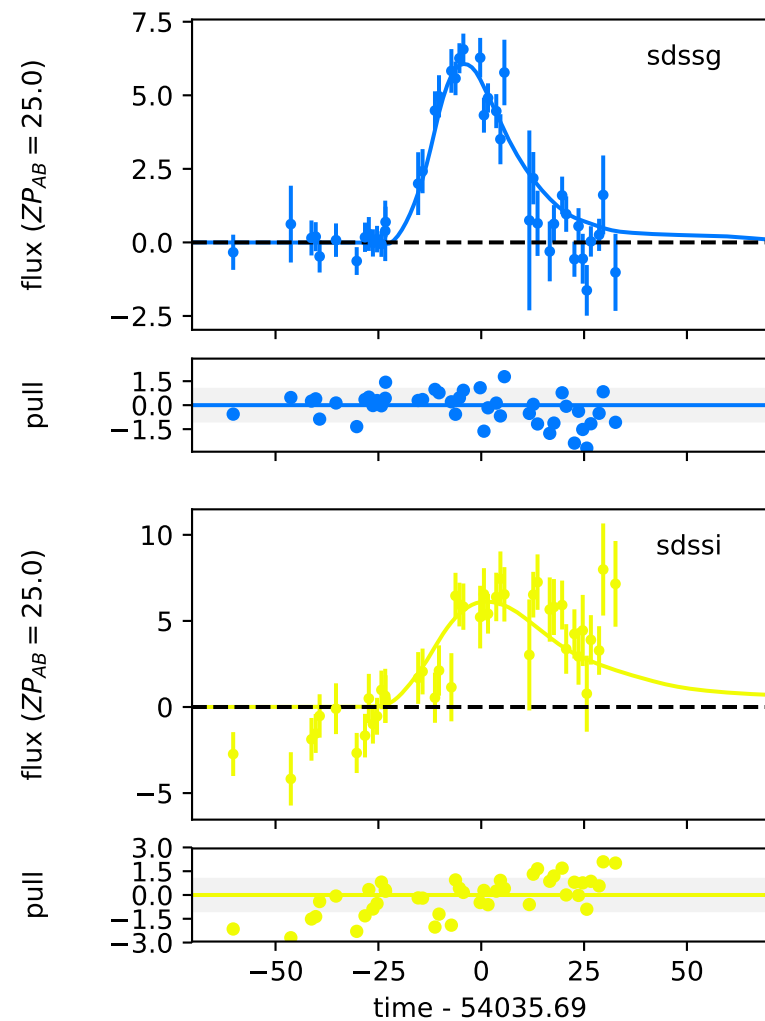 7.5
sdssg
5.0
2.5
0.0
−2.5
flux (ZP_AB = 25.0)
1.5
0.0
−1.5
pull
10
sdssi
5
0
−5
flux (ZP_AB = 25.0)
3.0
1.5
0.0
−1.5
−3.0
pull
−50 −25 0 25 50
time - 54035.69